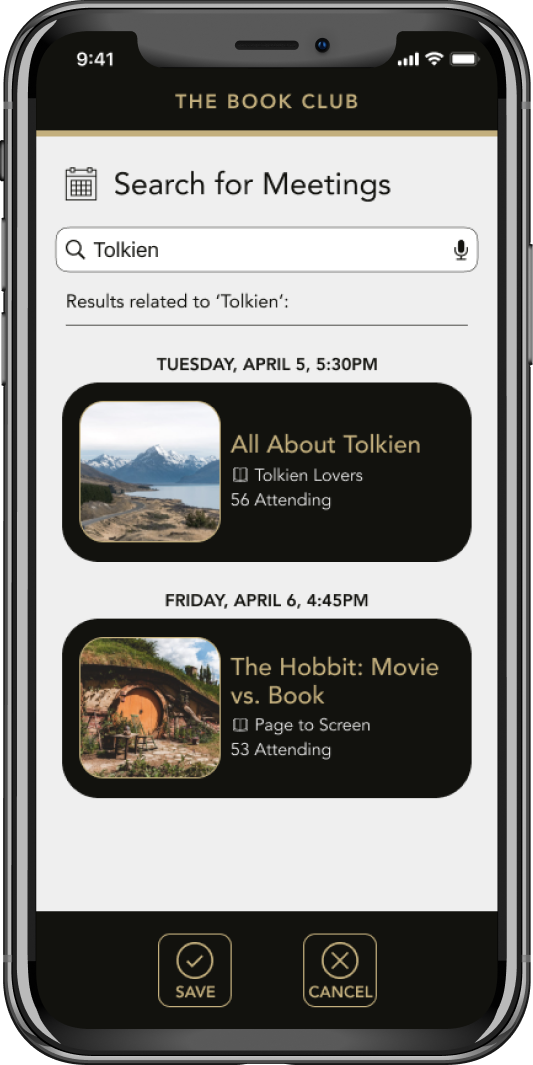 9:41
THE BOOK CLUB
Search for Meetings
Tolkien
Results related to ‘Tolkien’:
TUESDAY, APRIL 5, 5:30PM
All About Tolkien
Tolkien Lovers
56 Attending
FRIDAY, APRIL 6, 4:45PM
The Hobbit: Movie
vs. Book
Page to Screen
53 Attending
SAVE
CANCEL